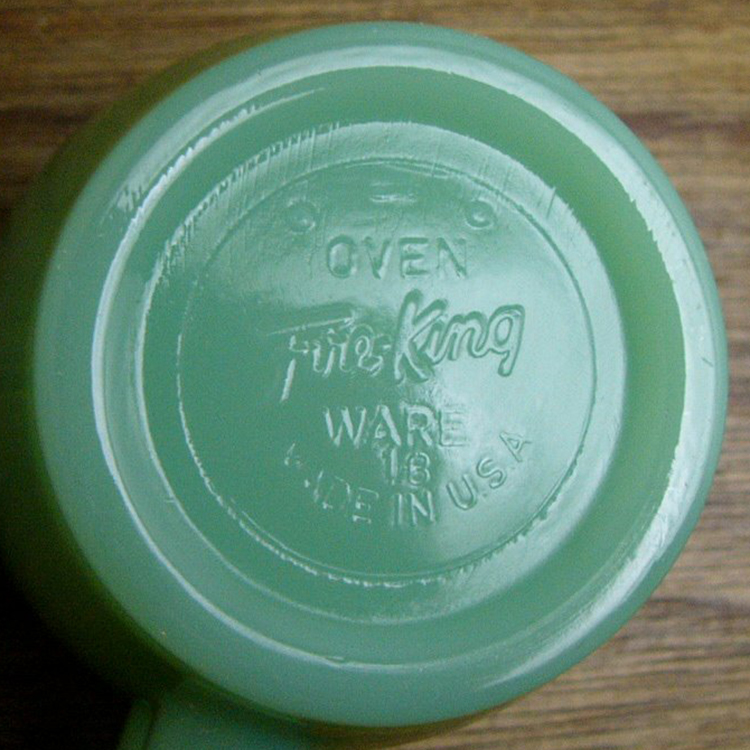 OVEN
Fire-King
WARE
18
MADE IN U.S.A